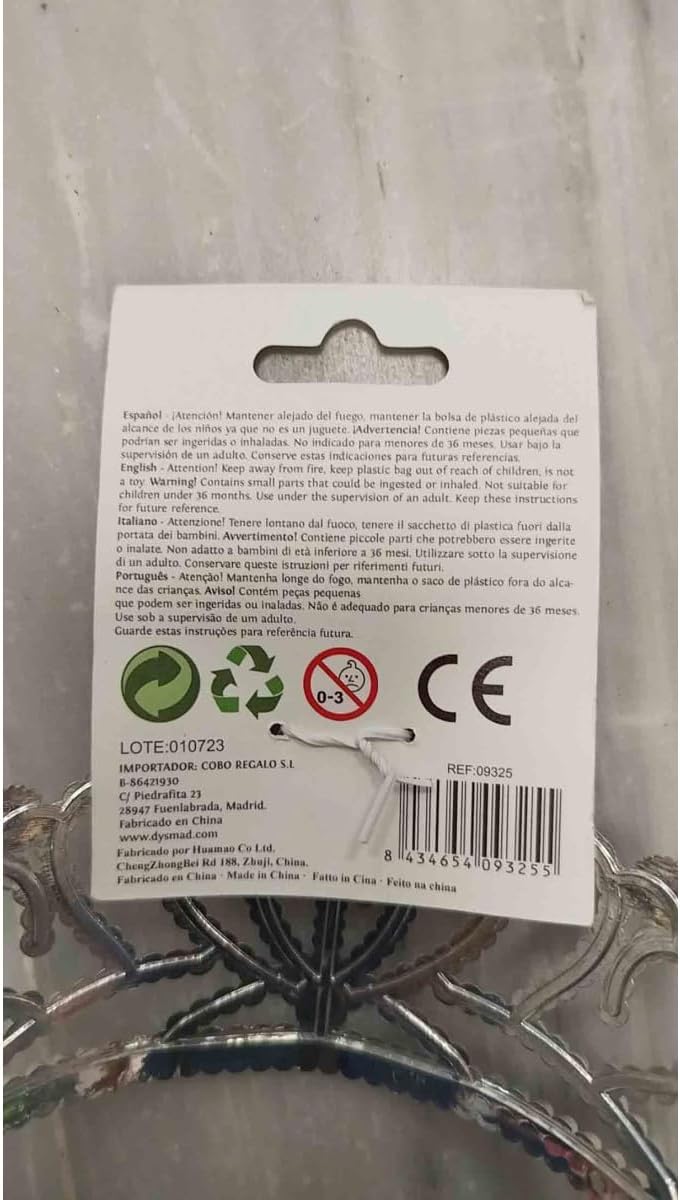 Español - ¡Atención! Mantener alejado del fuego, mantener la bolsa de plástico alejada del
alcance de los niños ya que no es un juguete. ¡Advertencia! Contiene piezas pequeñas que
podrían ser ingeridas o inhaladas. No indicado para menores de 36 meses. Usar bajo la
supervisión de un adulto. Conserve estas indicaciones para futuras referencias.
English - Attention! Keep away from fire, keep plastic bag out of reach of children, is not
a toy. Warning! Contains small parts that could be ingested or inhaled. Not suitable for
children under 36 months. Use under the supervision of an adult. Keep these instructions
for future reference.
Italiano - Attenzione! Tenere lontano dal fuoco, tenere il sacchetto di plastica fuori dalla
portata dei bambini. Avvertimento! Contiene piccole parti che potrebbero essere ingerite
o inalate. Non adatto a bambini di età inferiore a 36 mesi. Utilizzare sotto la supervisione
di un adulto. Conservare queste istruzioni per riferimenti futuri.
Português - Atenção! Mantenha longe do fogo, mantenha o saco de plástico fora do alca-
nce das crianças. Aviso! Contém peças pequenas
que podem ser ingeridas ou inaladas. Não é adequado para crianças menores de 36 meses.
Use sob a supervisão de um adulto.
Guarde estas instruções para referência futura.
0-3
CE
LOTE:010723
IMPORTADOR: COBO REGALO S.L
B-86421930
C/ Piedrafita 23
28947 Fuenlabrada, Madrid.
Fabricado en China
www.dysmad.com
Fabricado por Huamao Co Ltd.
ChengZhongBei Rd 188, Zhuji, China.
Fabricado en China · Made in China · Fatto in Cina · Feito na china
REF:09325
8 434654 093255